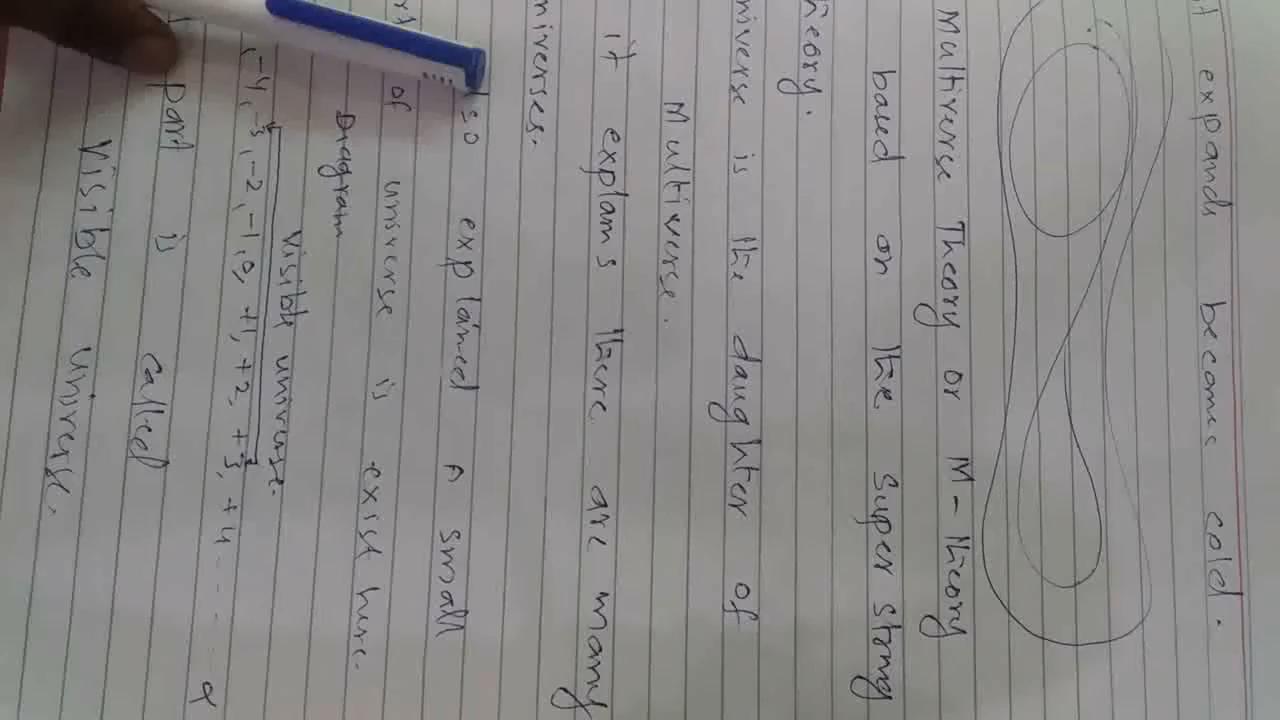 expands become cold.
Multiverse Theory or M-theory
based on the Super string
theory.
universe is the daughter of
Multiverse.
it explains there are many
universes.
explained A small
of universe is exist here.
Diagram
Visible universe.
-4, -3, -2, -1, 0, +1, +2, +3, +4 ..... α
part is called
Visible universe.